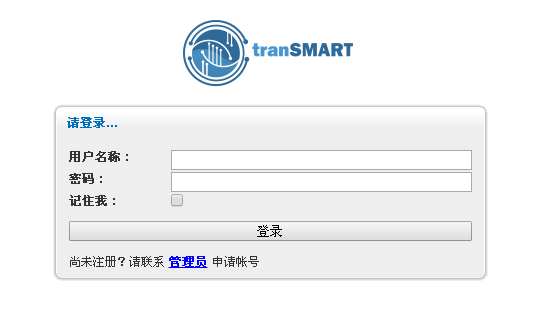 tranSMART
请登录...
用户名称：
密码：
记住我：
登录
尚未注册？请联系 管理员 申请帐号